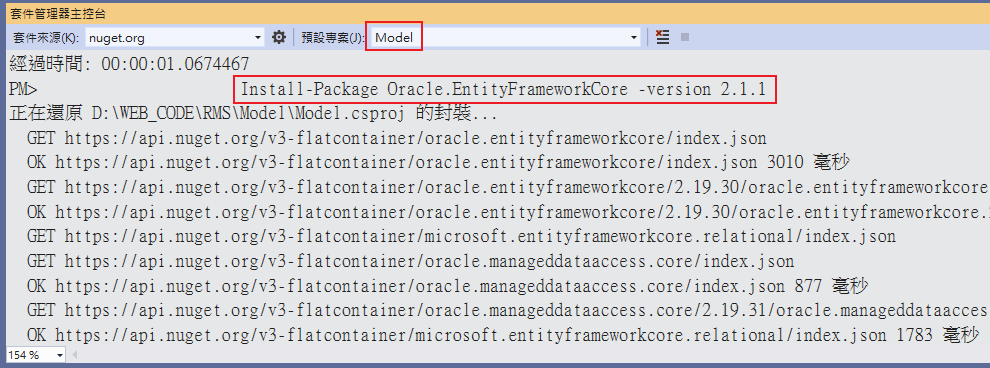 套件管理器主控台
套件來源(K): nuget.org 預設專案(J): Model
經過時間: 00:00:01.0674467
PM> Install-Package Oracle.EntityFrameworkCore -version 2.1.1
正在還原 D:\WEB_CODE\RMS\Model\Model.csproj 的封裝...
GET https://api.nuget.org/v3-flatcontainer/oracle.entityframeworkcore/index.json
OK https://api.nuget.org/v3-flatcontainer/oracle.entityframeworkcore/index.json 3010 毫秒
GET https://api.nuget.org/v3-flatcontainer/oracle.entityframeworkcore/2.19.30/oracle.entityframeworkcore
OK https://api.nuget.org/v3-flatcontainer/oracle.entityframeworkcore/2.19.30/oracle.entityframeworkcore.
GET https://api.nuget.org/v3-flatcontainer/microsoft.entityframeworkcore.relational/index.json
GET https://api.nuget.org/v3-flatcontainer/oracle.manageddataaccess.core/index.json
OK https://api.nuget.org/v3-flatcontainer/oracle.manageddataaccess.core/index.json 877 毫秒
GET https://api.nuget.org/v3-flatcontainer/oracle.manageddataaccess.core/2.19.31/oracle.manageddataacces
OK https://api.nuget.org/v3-flatcontainer/microsoft.entityframeworkcore.relational/index.json 1783 毫秒
154 %